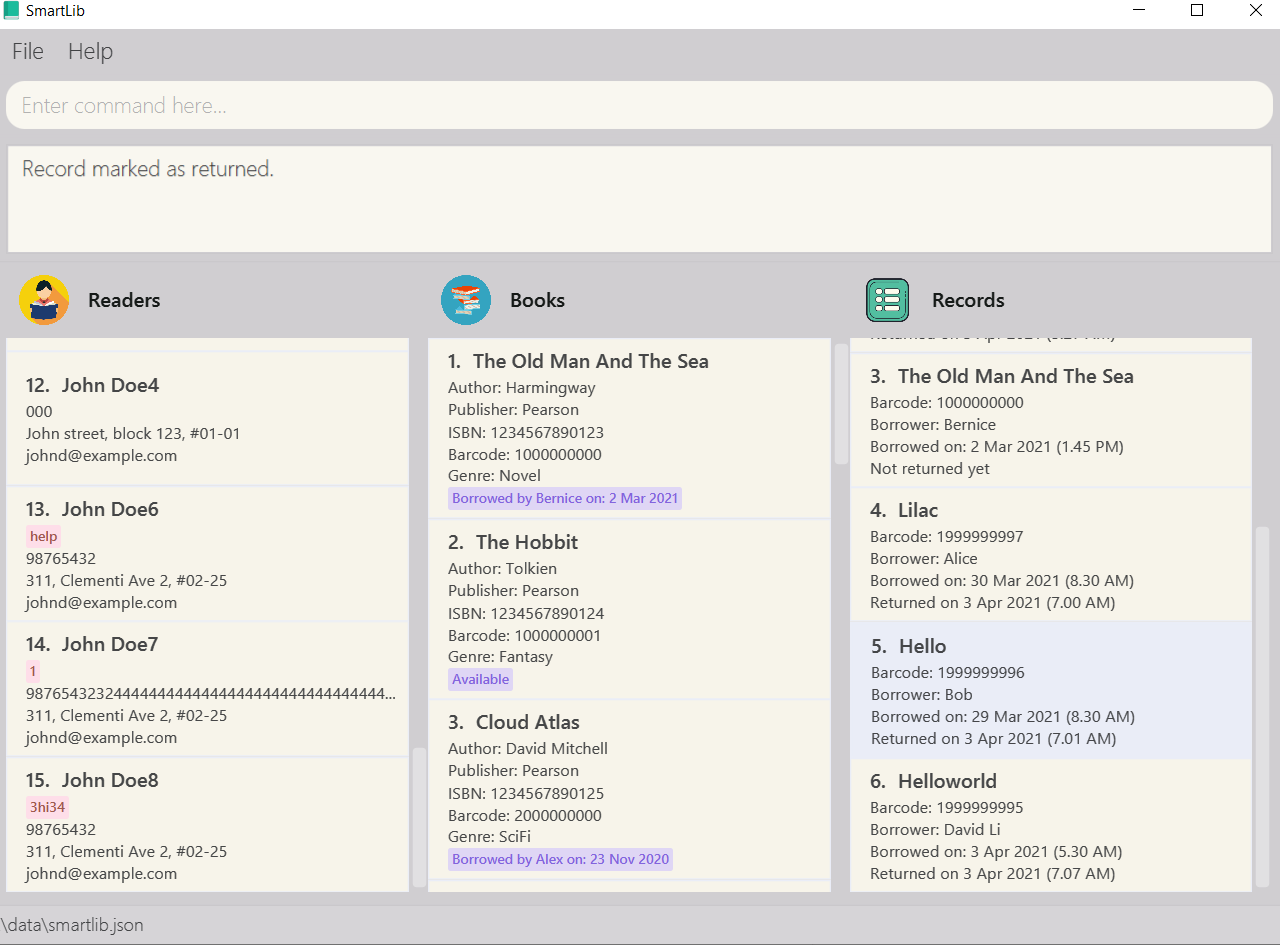 SmartLib
File Help
Enter command here...
Record marked as returned.
Readers
12. John Doe4
000
John street, block 123, #01-01
johnd@example.com
13. John Doe6
help
98765432
311, Clementi Ave 2, #02-25
johnd@example.com
14. John Doe7
1
311, Clementi Ave 2, #02-25
johnd@example.com
15. John Doe8
3hi34
98765432
311, Clementi Ave 2, #02-25
johnd@example.com
Books
1. The Old Man And The Sea
Author: Harmingway
Publisher: Pearson
ISBN: 1234567890123
Barcode: 1000000000
Genre: Novel
Borrowed by Bernice on: 2 Mar 2021
2. The Hobbit
Author: Tolkien
Publisher: Pearson
ISBN: 1234567890124
Barcode: 1000000001
Genre: Fantasy
Available
3. Cloud Atlas
Author: David Mitchell
Publisher: Pearson
ISBN: 1234567890125
Barcode: 2000000000
Genre: SciFi
Borrowed by Alex on: 23 Nov 2020
Records
3. The Old Man And The Sea
Barcode: 1000000000
Borrower: Bernice
Borrowed on: 2 Mar 2021 (1.45 PM)
Not returned yet
4. Lilac
Barcode: 1999999997
Borrower: Alice
Borrowed on: 30 Mar 2021 (8.30 AM)
Returned on 3 Apr 2021 (7.00 AM)
5. Hello
Barcode: 1999999996
Borrower: Bob
Borrowed on: 29 Mar 2021 (8.30 AM)
Returned on 3 Apr 2021 (7.01 AM)
6. Helloworld
Barcode: 1999999995
Borrower: David Li
Borrowed on: 3 Apr 2021 (5.30 AM)
Returned on 3 Apr 2021 (7.07 AM)
\data\smartlib.json